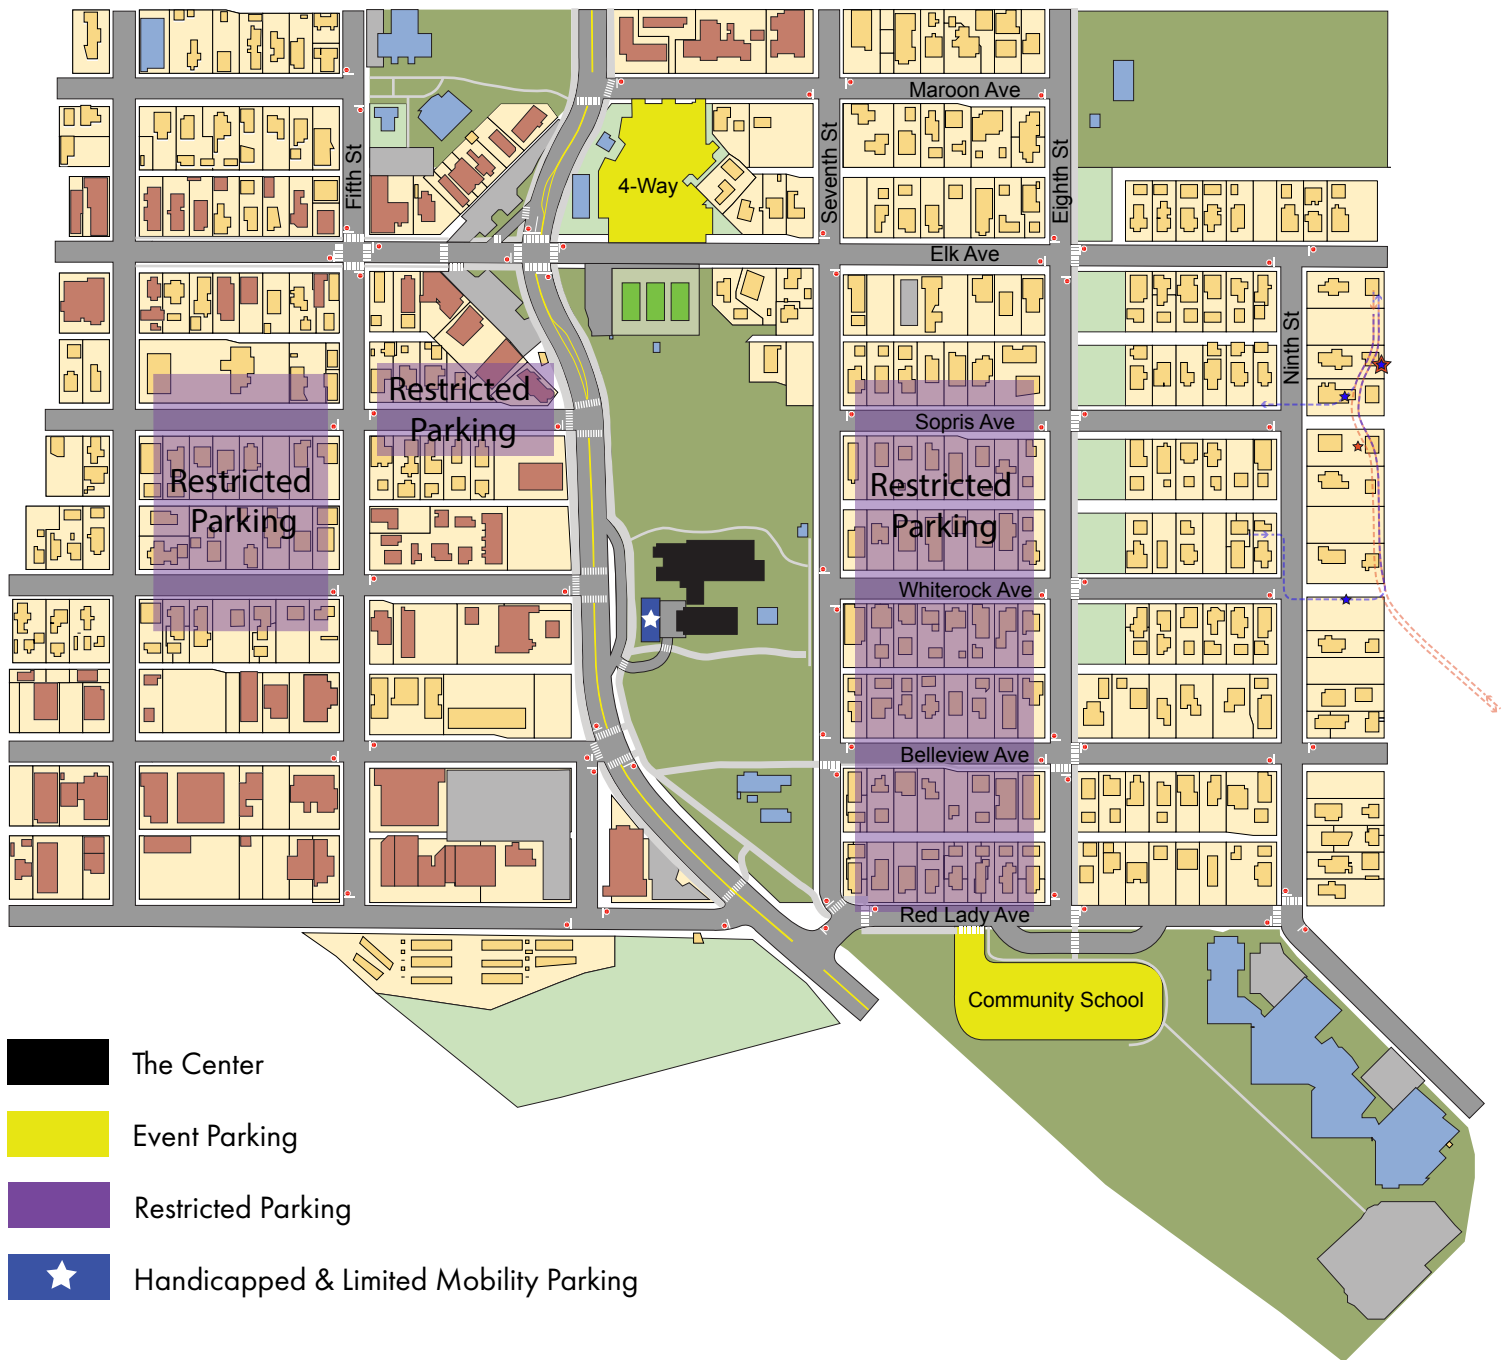 Maroon Ave
Fifth St
Seventh St
Eighth St
4-Way
Elk Ave
Ninth St
Restricted
Parking
Sopris Ave
Restricted
Parking
Restricted
Parking
Whiterock Ave
Belleview Ave
Red Lady Ave
Community School
The Center
Event Parking
Restricted Parking
Handicapped & Limited Mobility Parking